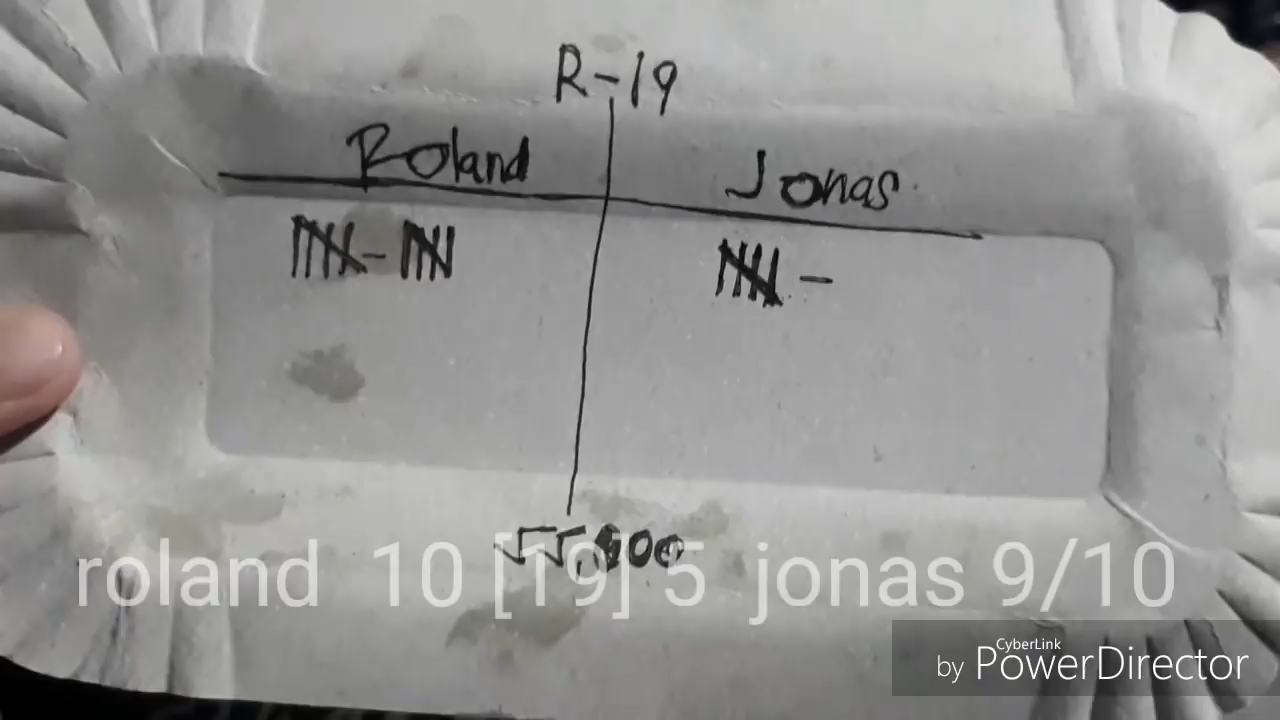 R-19
Roland
Jonas
roland 10 [19] 5 jonas 9/10
CyberLink
by PowerDirector